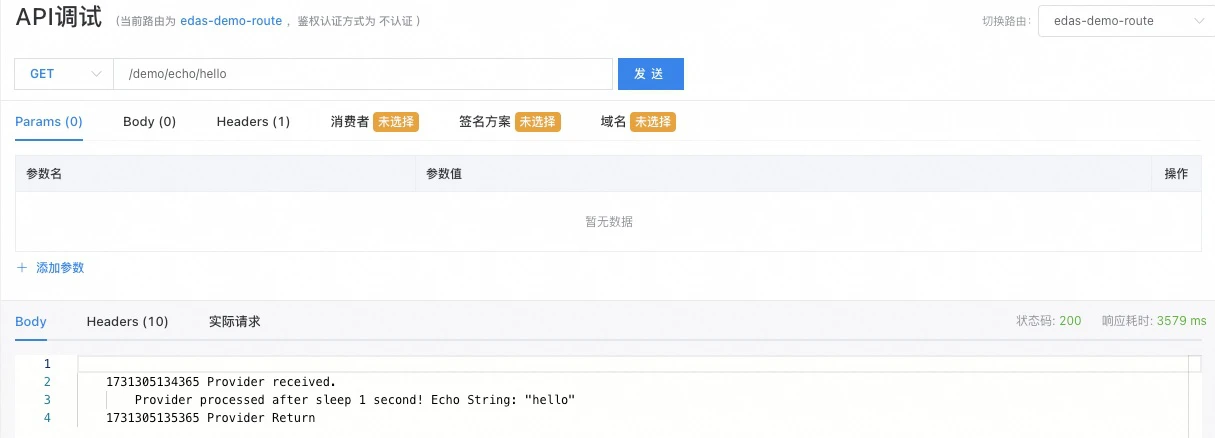 API调试 (当前路由为 edas-demo-route , 鉴权认证方式为 不认证 ) 切换路由: edas-demo-route
GET /demo/echo/hello 发 送
Params (0) Body (0) Headers (1) 消费者 未选择 签名方案 未选择 域名 未选择
参数名 参数值 操作
暂无数据
+ 添加参数
Body Headers (10) 实际请求 状态码: 200 响应耗时: 3579 ms
1
2 1731305134365 Provider received.
3 Provider processed after sleep 1 second! Echo String: "hello"
4 1731305135365 Provider Return